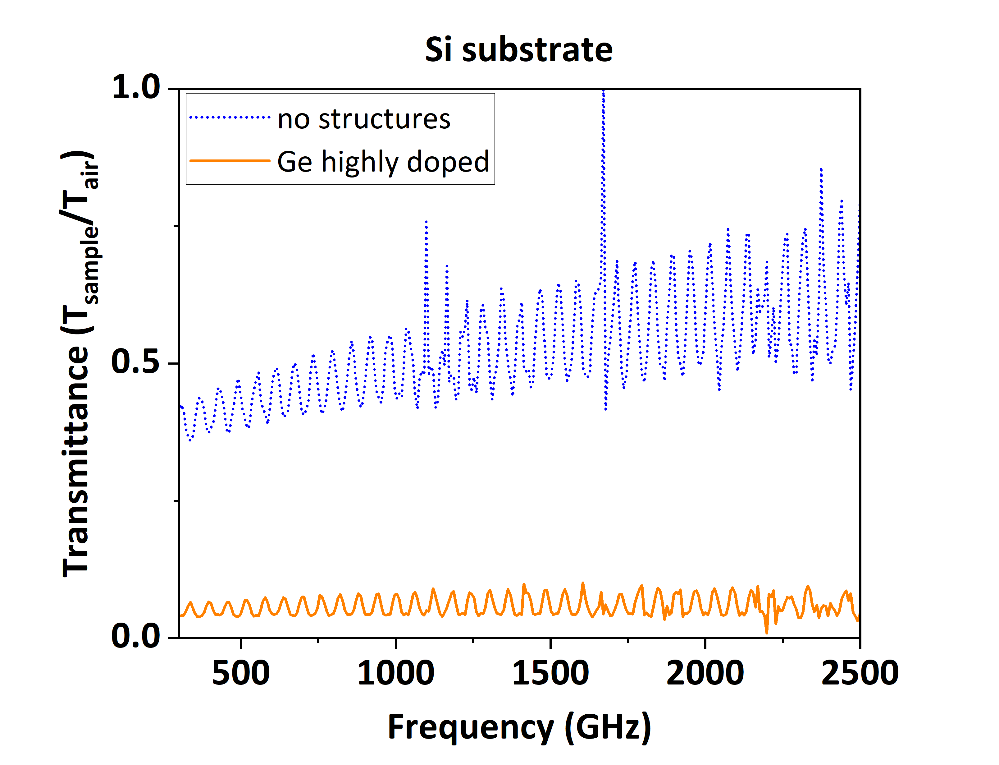 Si substrate
1.0
no structures
Ge highly doped
0.5
0.0
Transmittance (Tsample/Tair)
500 1000 1500 2000 2500
Frequency (GHz)